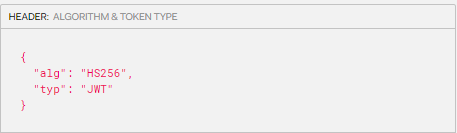 HEADER: ALGORITHM & TOKEN TYPE
{
"alg": "HS256",
"typ": "JWT"
}